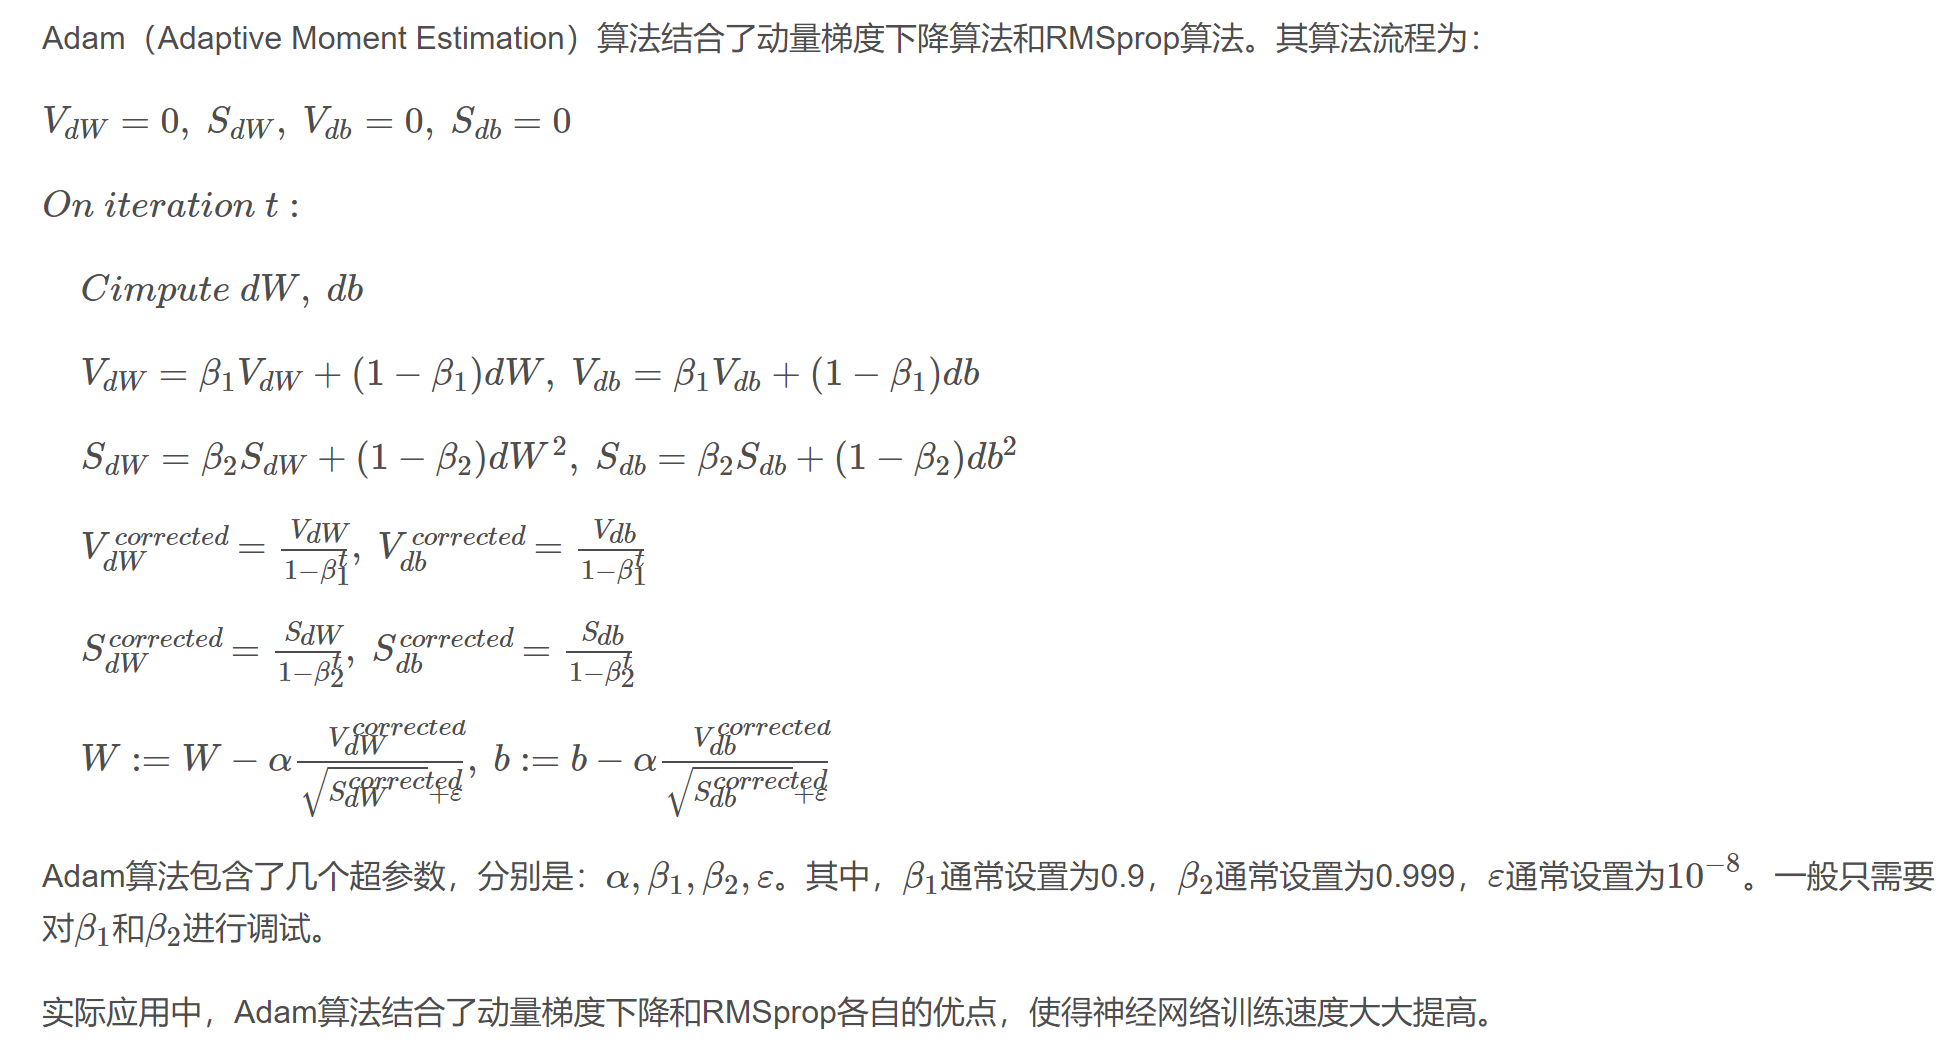 Adam（Adaptive Moment Estimation）算法结合了动量梯度下降算法和RMSprop算法。其算法流程为：
$V_{dW} = 0,\ S_{dW},\ V_{db} = 0,\ S_{db} = 0$
$On\ iteration\ t:$
$Cimpute\ dW,\ db$
$V_{dW} = \beta_1 V_{dW} + (1 - \beta_1)dW,\ V_{db} = \beta_1 V_{db} + (1 - \beta_1)db$
$S_{dW} = \beta_2 S_{dW} + (1 - \beta_2)dW^2,\ S_{db} = \beta_2 S_{db} + (1 - \beta_2)db^2$
$V_{dW}^{corrected} = \frac{V_{dW}}{1-\beta_1^t},\ V_{db}^{corrected} = \frac{V_{db}}{1-\beta_1^t}$
$S_{dW}^{corrected} = \frac{S_{dW}}{1-\beta_2^t},\ S_{db}^{corrected} = \frac{S_{db}}{1-\beta_2^t}$
$W := W - \alpha \frac{V_{dW}^{corrected}}{\sqrt{S_{dW}^{corrected}}+\varepsilon},\ b := b - \alpha \frac{V_{db}^{corrected}}{\sqrt{S_{db}^{corrected}}+\varepsilon}$
Adam算法包含了几个超参数，分别是：$\alpha, \beta_1, \beta_2, \varepsilon$。其中，$\beta_1$通常设置为0.9，$\beta_2$通常设置为0.999，$\varepsilon$通常设置为$10^{-8}$。一般只需要
对$\beta_1$和$\beta_2$进行调试。
实际应用中，Adam算法结合了动量梯度下降和RMSprop各自的优点，使得神经网络训练速度大大提高。